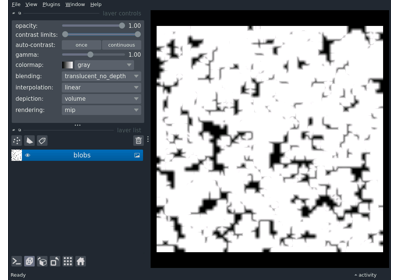 File View Plugins Window Help
layer controls
opacity: 1.00
contrast limits:
auto-contrast: once continuous
gamma: 1.00
colormap: gray
blending: translucent_no_depth
interpolation: linear
depiction: volume
rendering: mip
layer list
blobs
Ready activity